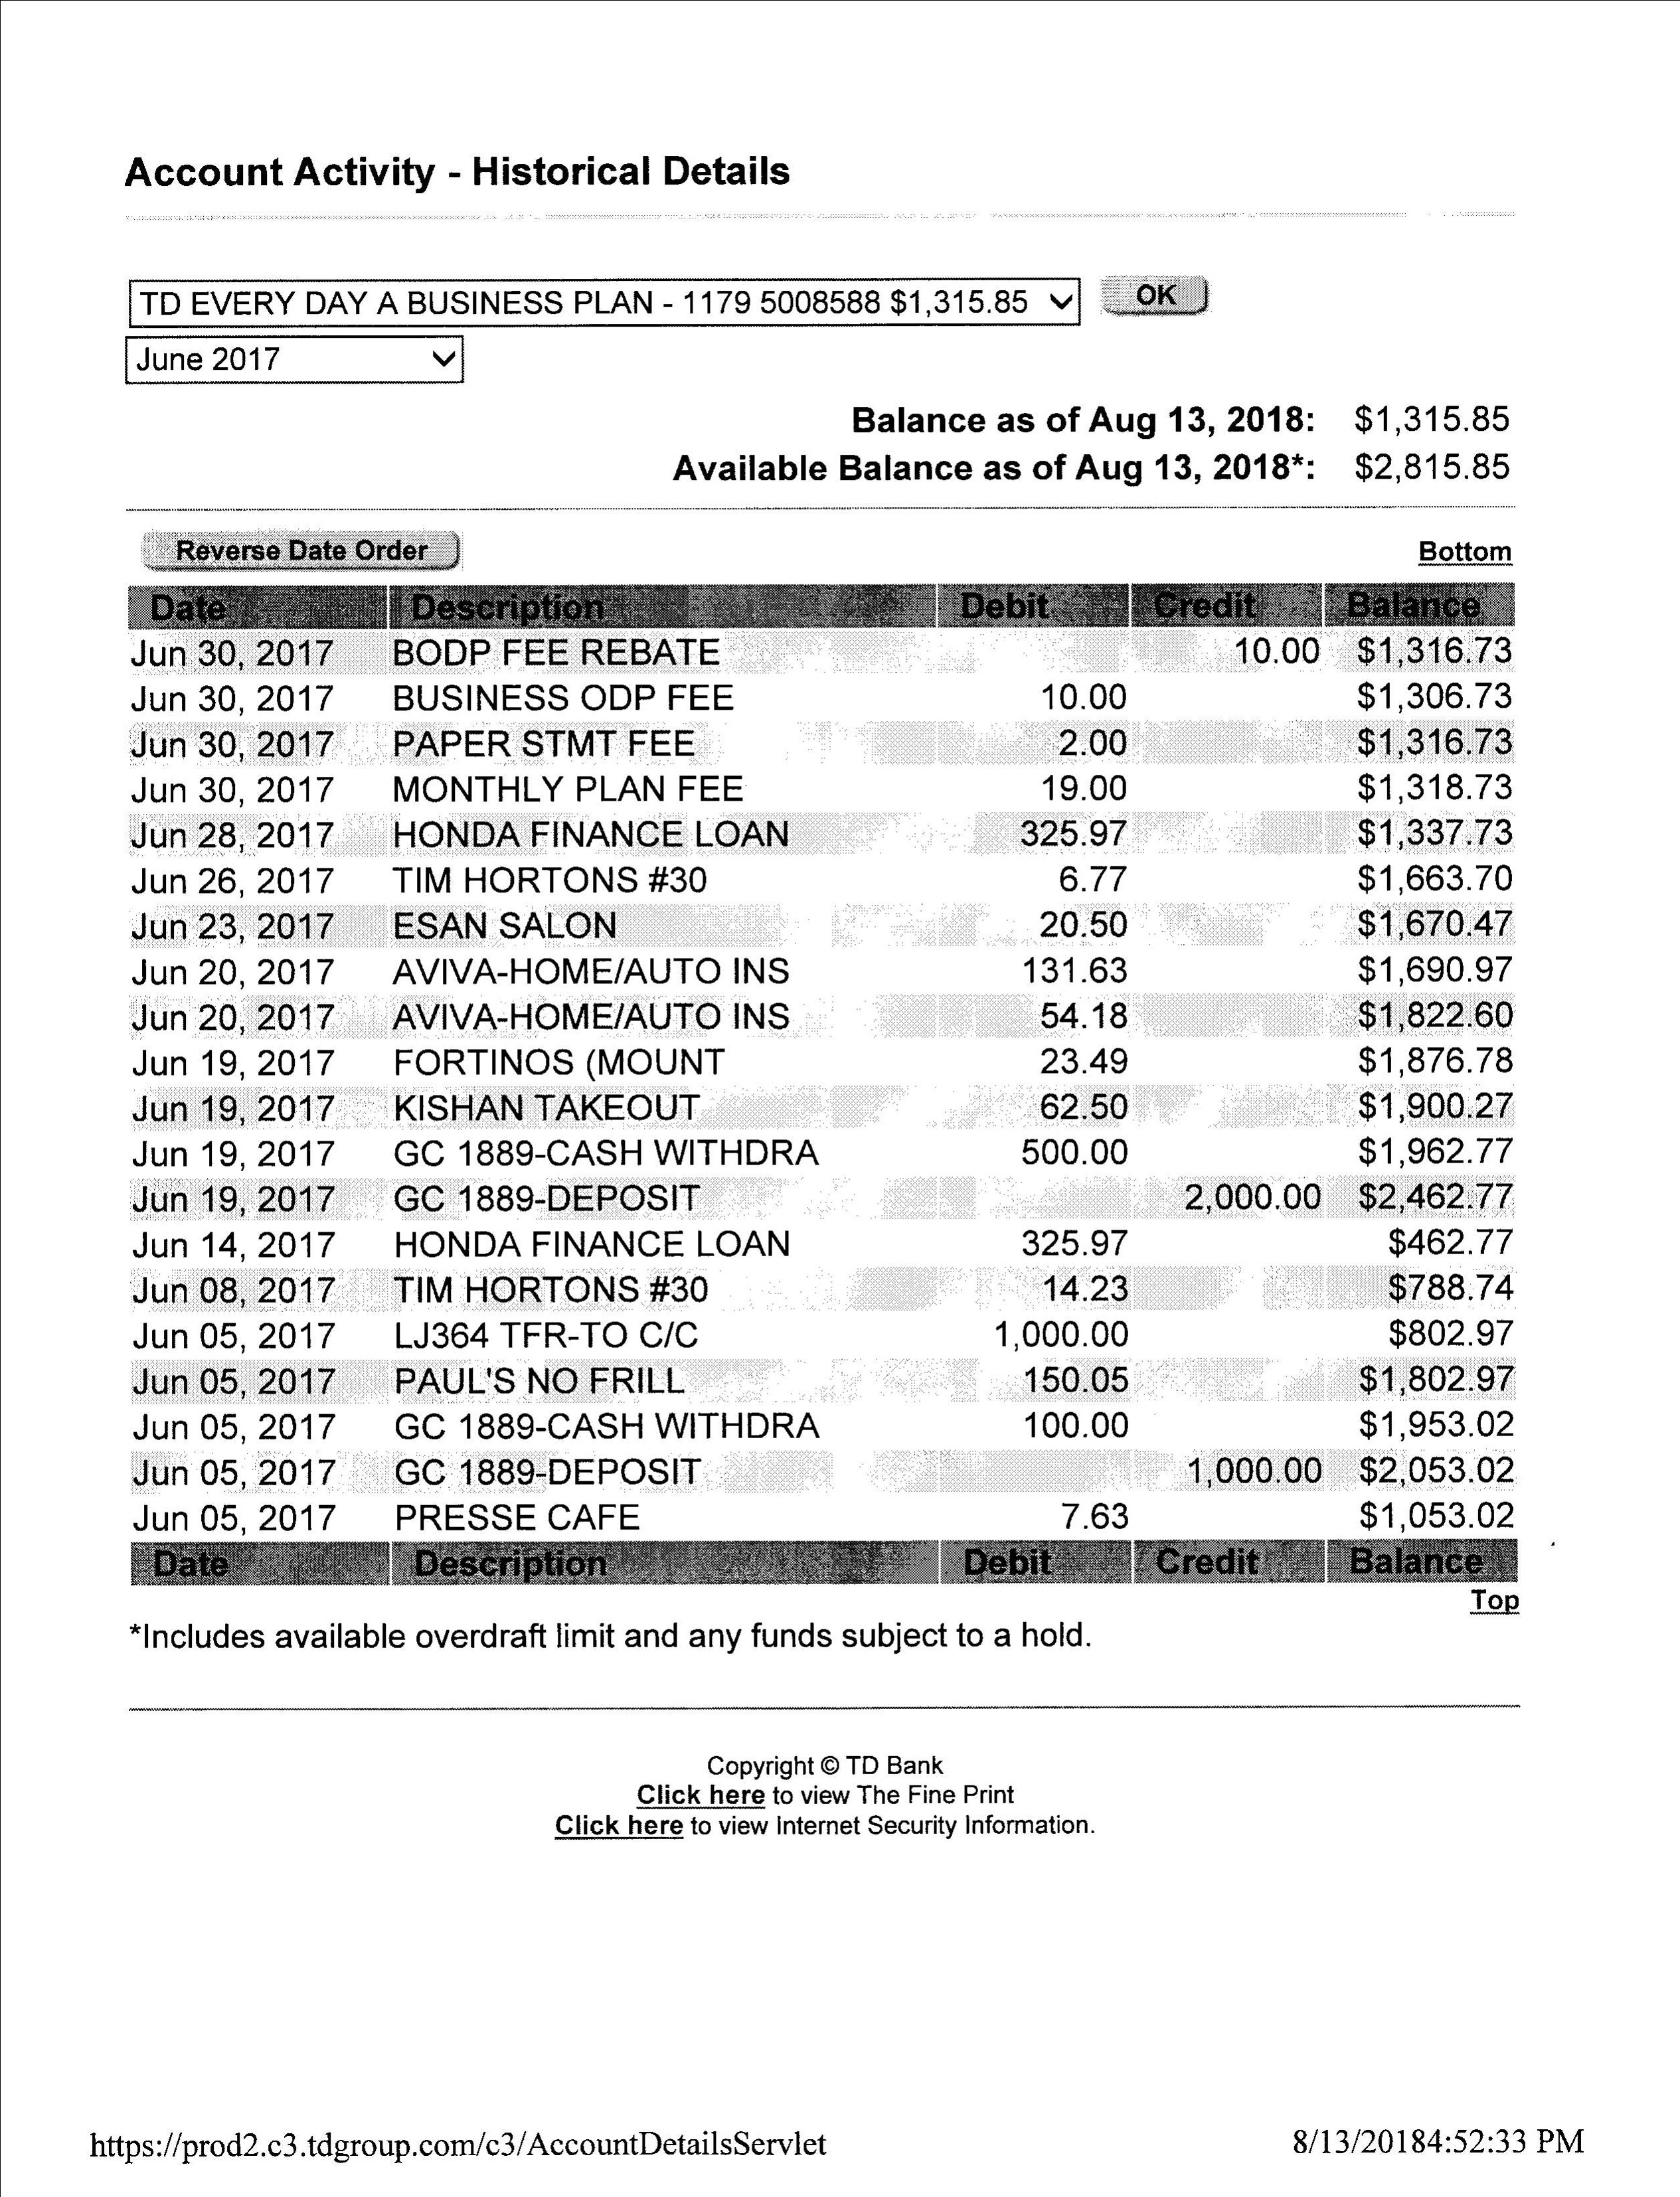 Account Activity - Historical Details
TD EVERY DAY A BUSINESS PLAN - 1179 5008588 $1,315.85 OK
June 2017
Balance as of Aug 13, 2018: $1,315.85
Available Balance as of Aug 13, 2018*: $2,815.85
Reverse Date Order Bottom
Date Description Debit Credit Balance
Jun 30, 2017 BODP FEE REBATE 10.00 $1,316.73
Jun 30, 2017 BUSINESS ODP FEE 10.00 $1,306.73
Jun 30, 2017 PAPER STMT FEE 2.00 $1,316.73
Jun 30, 2017 MONTHLY PLAN FEE 19.00 $1,318.73
Jun 28, 2017 HONDA FINANCE LOAN 325.97 $1,337.73
Jun 26, 2017 TIM HORTONS #30 6.77 $1,663.70
Jun 23, 2017 ESAN SALON 20.50 $1,670.47
Jun 20, 2017 AVIVA-HOME/AUTO INS 131.63 $1,690.97
Jun 20, 2017 AVIVA-HOME/AUTO INS 54.18 $1,822.60
Jun 19, 2017 FORTINOS (MOUNT 23.49 $1,876.78
Jun 19, 2017 KISHAN TAKEOUT 62.50 $1,900.27
Jun 19, 2017 GC 1889-CASH WITHDRA 500.00 $1,962.77
Jun 19, 2017 GC 1889-DEPOSIT 2,000.00 $2,462.77
Jun 14, 2017 HONDA FINANCE LOAN 325.97 $462.77
Jun 08, 2017 TIM HORTONS #30 14.23 $788.74
Jun 05, 2017 LJ364 TFR-TO C/C 1,000.00 $802.97
Jun 05, 2017 PAUL'S NO FRILL 150.05 $1,802.97
Jun 05, 2017 GC 1889-CASH WITHDRA 100.00 $1,953.02
Jun 05, 2017 GC 1889-DEPOSIT 1,000.00 $2,053.02
Jun 05, 2017 PRESSE CAFE 7.63 $1,053.02
Date Description Debit Credit Balance
Top
*Includes available overdraft limit and any funds subject to a hold.
Copyright © TD Bank
Click here to view The Fine Print
Click here to view Internet Security Information.
https://prod2.c3.tdgroup.com/c3/AccountDetailsServlet 8/13/20184:52:33 PM